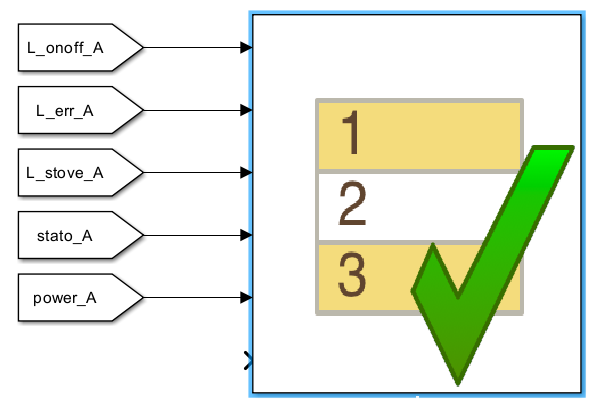 L_onoff_A
L_err_A
L_stove_A
stato_A
power_A
1
2
3